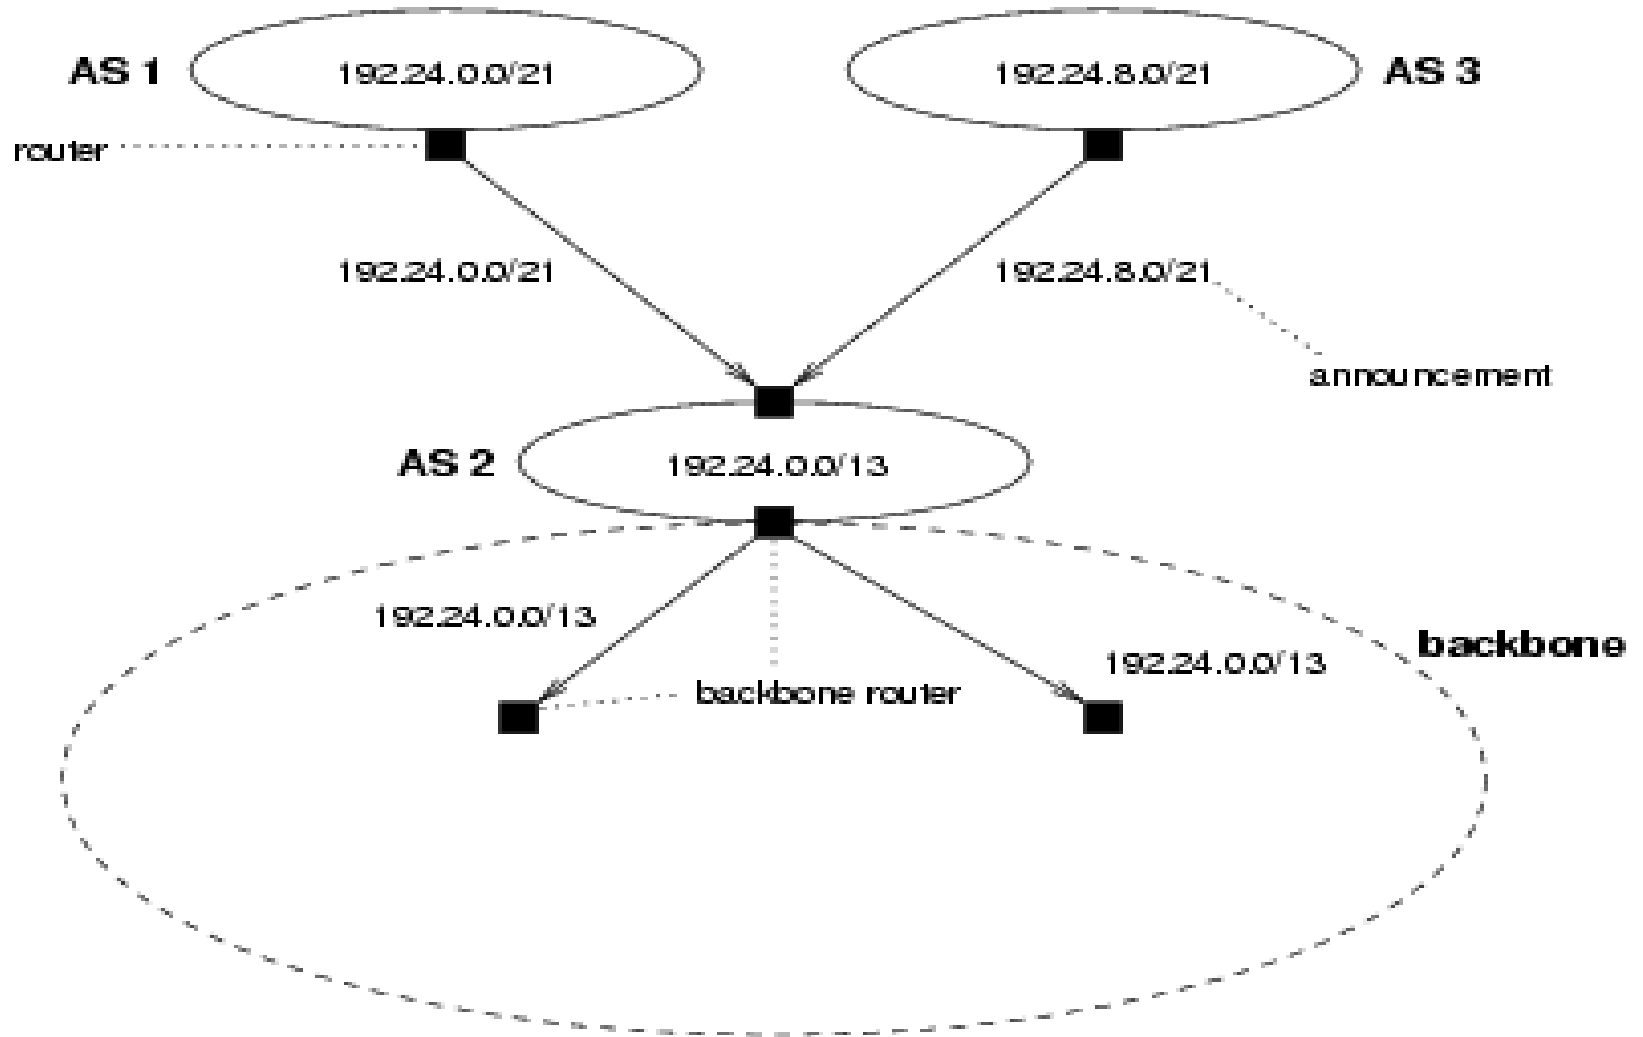 AS 1
192.24.0.0/21
192.24.8.0/21
AS 3
router
192.24.0.0/21
192.24.8.0/21
announcement
AS 2
192.24.0.0/13
192.24.0.0/13
backbone
192.24.0.0/13
backbone router